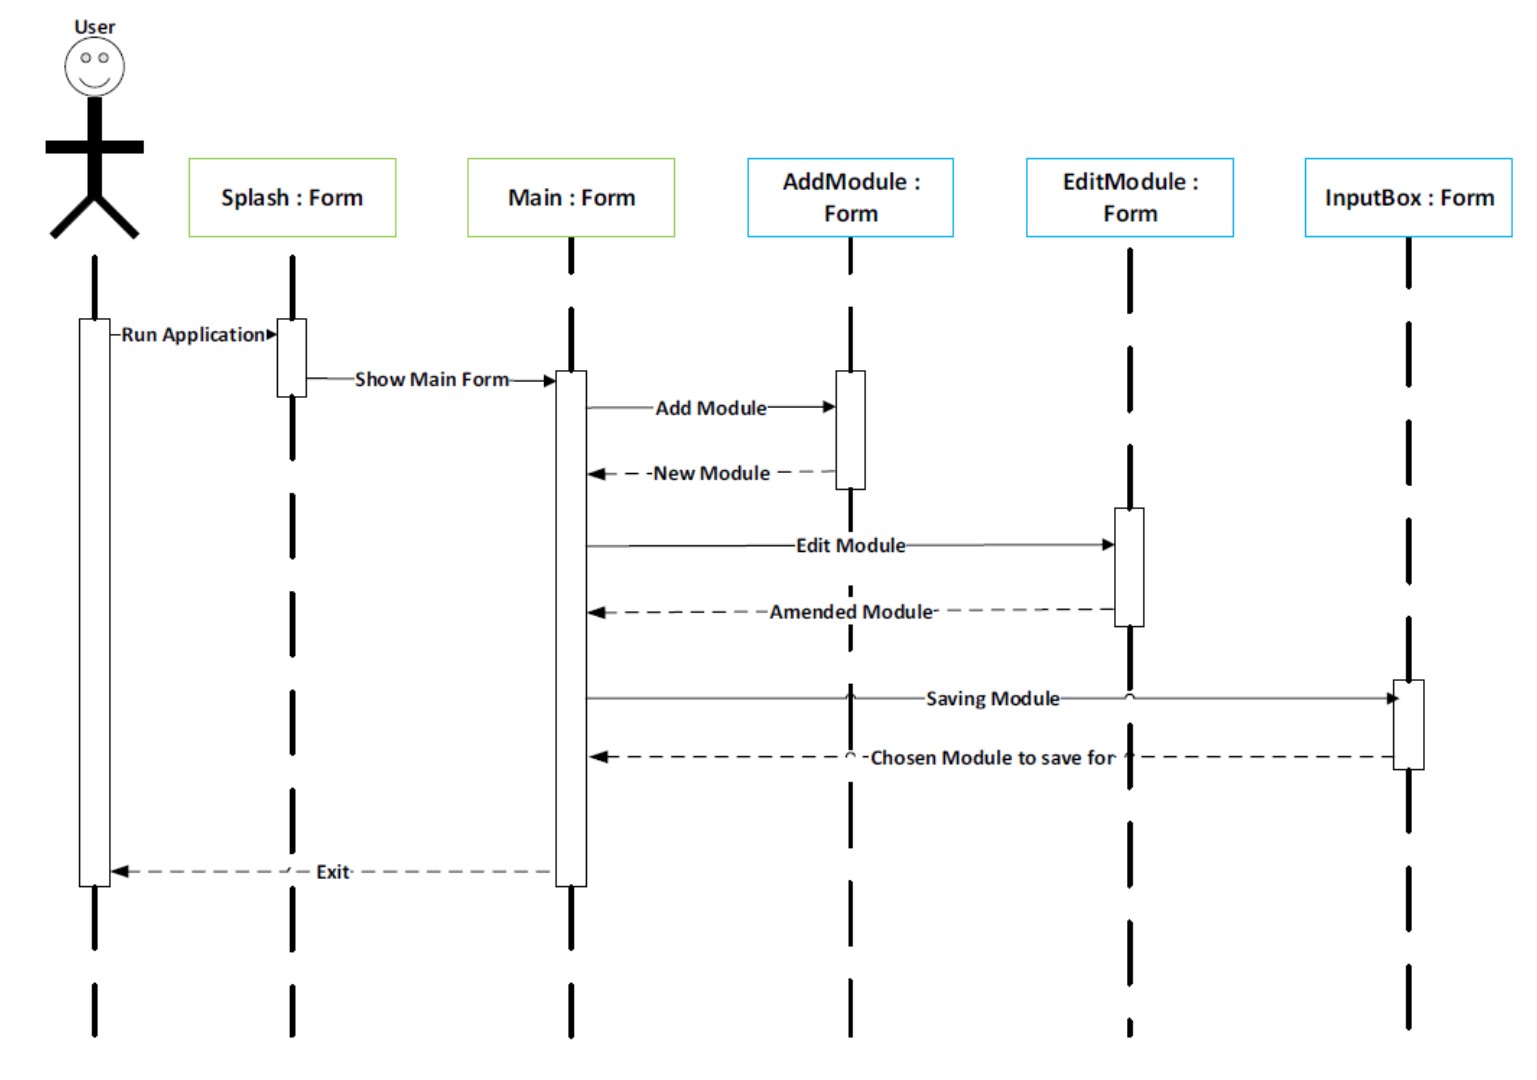 User
Splash : Form
Main : Form
AddModule :
Form
EditModule :
Form
InputBox : Form
Run Application
Show Main Form
Add Module
New Module
Edit Module
Amended Module
Saving Module
Chosen Module to save for
Exit